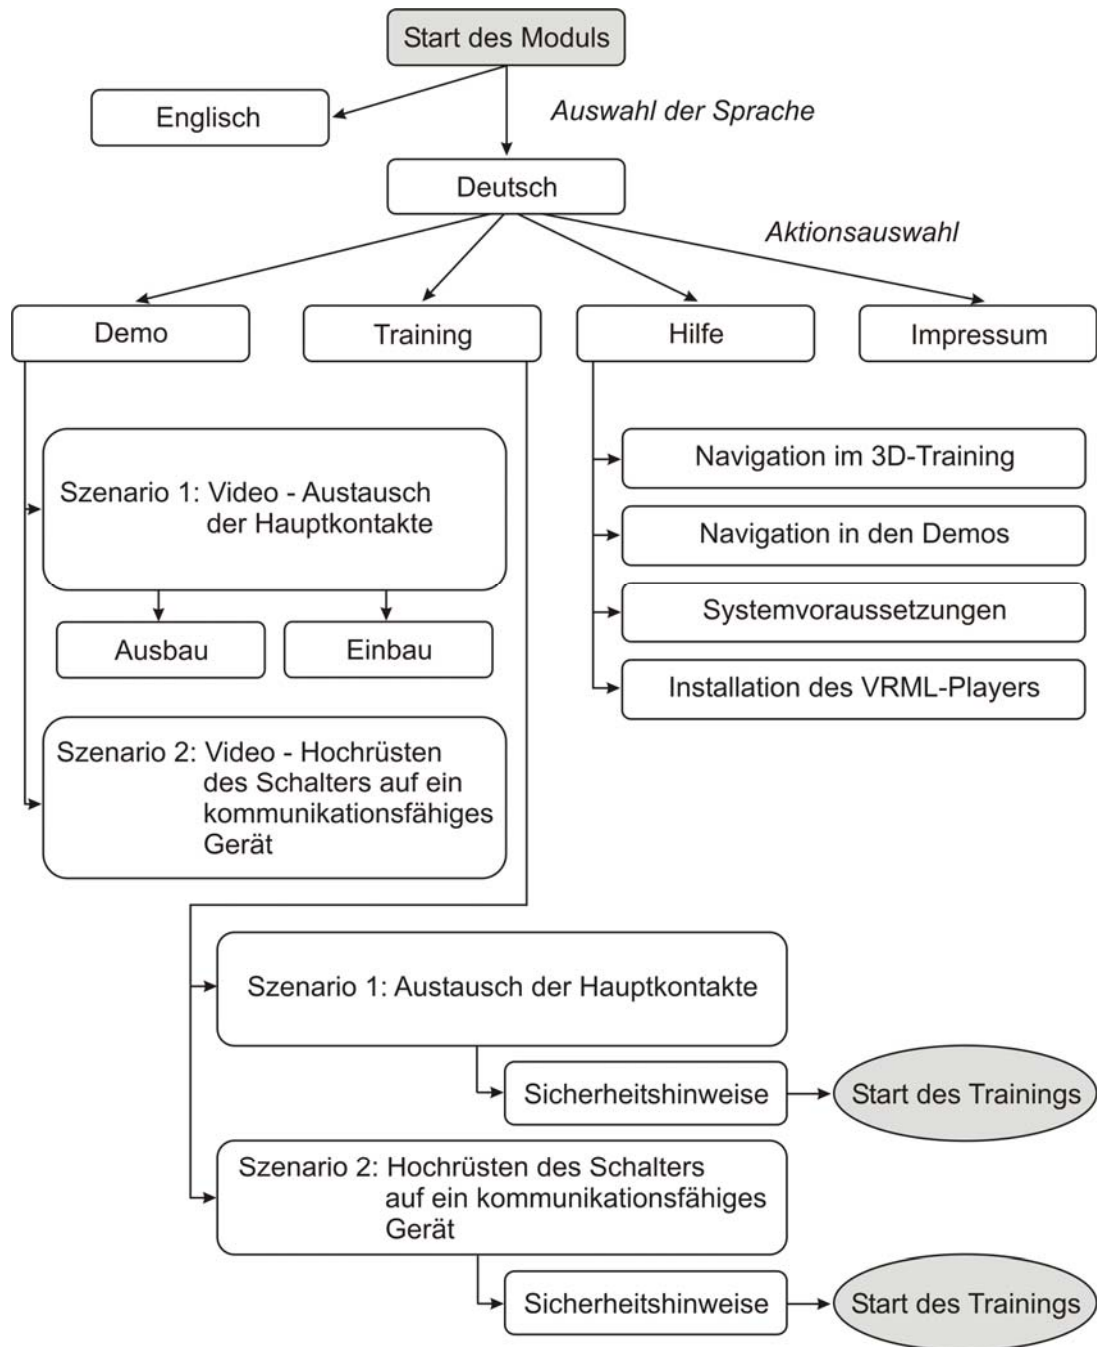 Start des Moduls
Englisch
Auswahl der Sprache
Deutsch
Aktionsauswahl
Demo
Training
Hilfe
Impressum
Szenario 1: Video - Austausch
der Hauptkontakte
Ausbau
Einbau
Szenario 2: Video - Hochrüsten
des Schalters auf ein
kommunikationsfähiges
Gerät
Navigation im 3D-Training
Navigation in den Demos
Systemvoraussetzungen
Installation des VRML-Players
Szenario 1: Austausch der Hauptkontakte
Sicherheitshinweise
Start des Trainings
Szenario 2: Hochrüsten des Schalters
auf ein kommunikationsfähiges
Gerät
Sicherheitshinweise
Start des Trainings